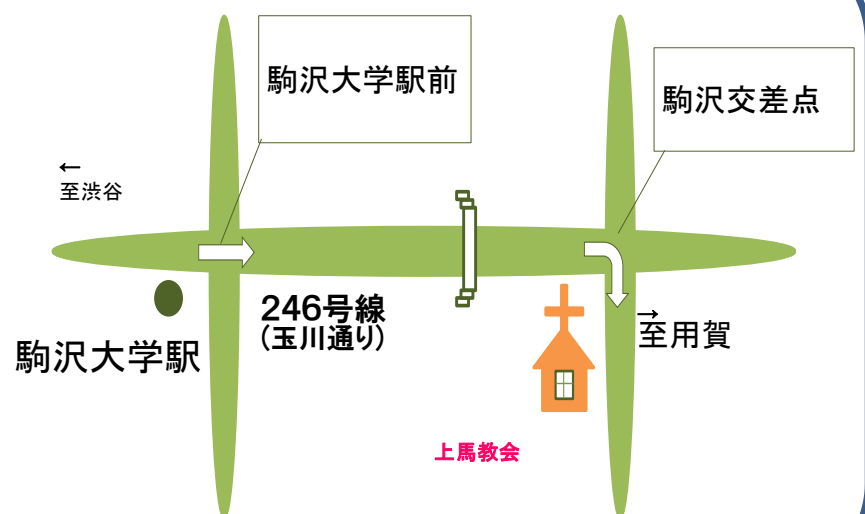 駒沢大学駅前
駒沢交差点
←
至渋谷
246号線
(玉川通り)
→
至用賀
駒沢大学駅
上馬教会